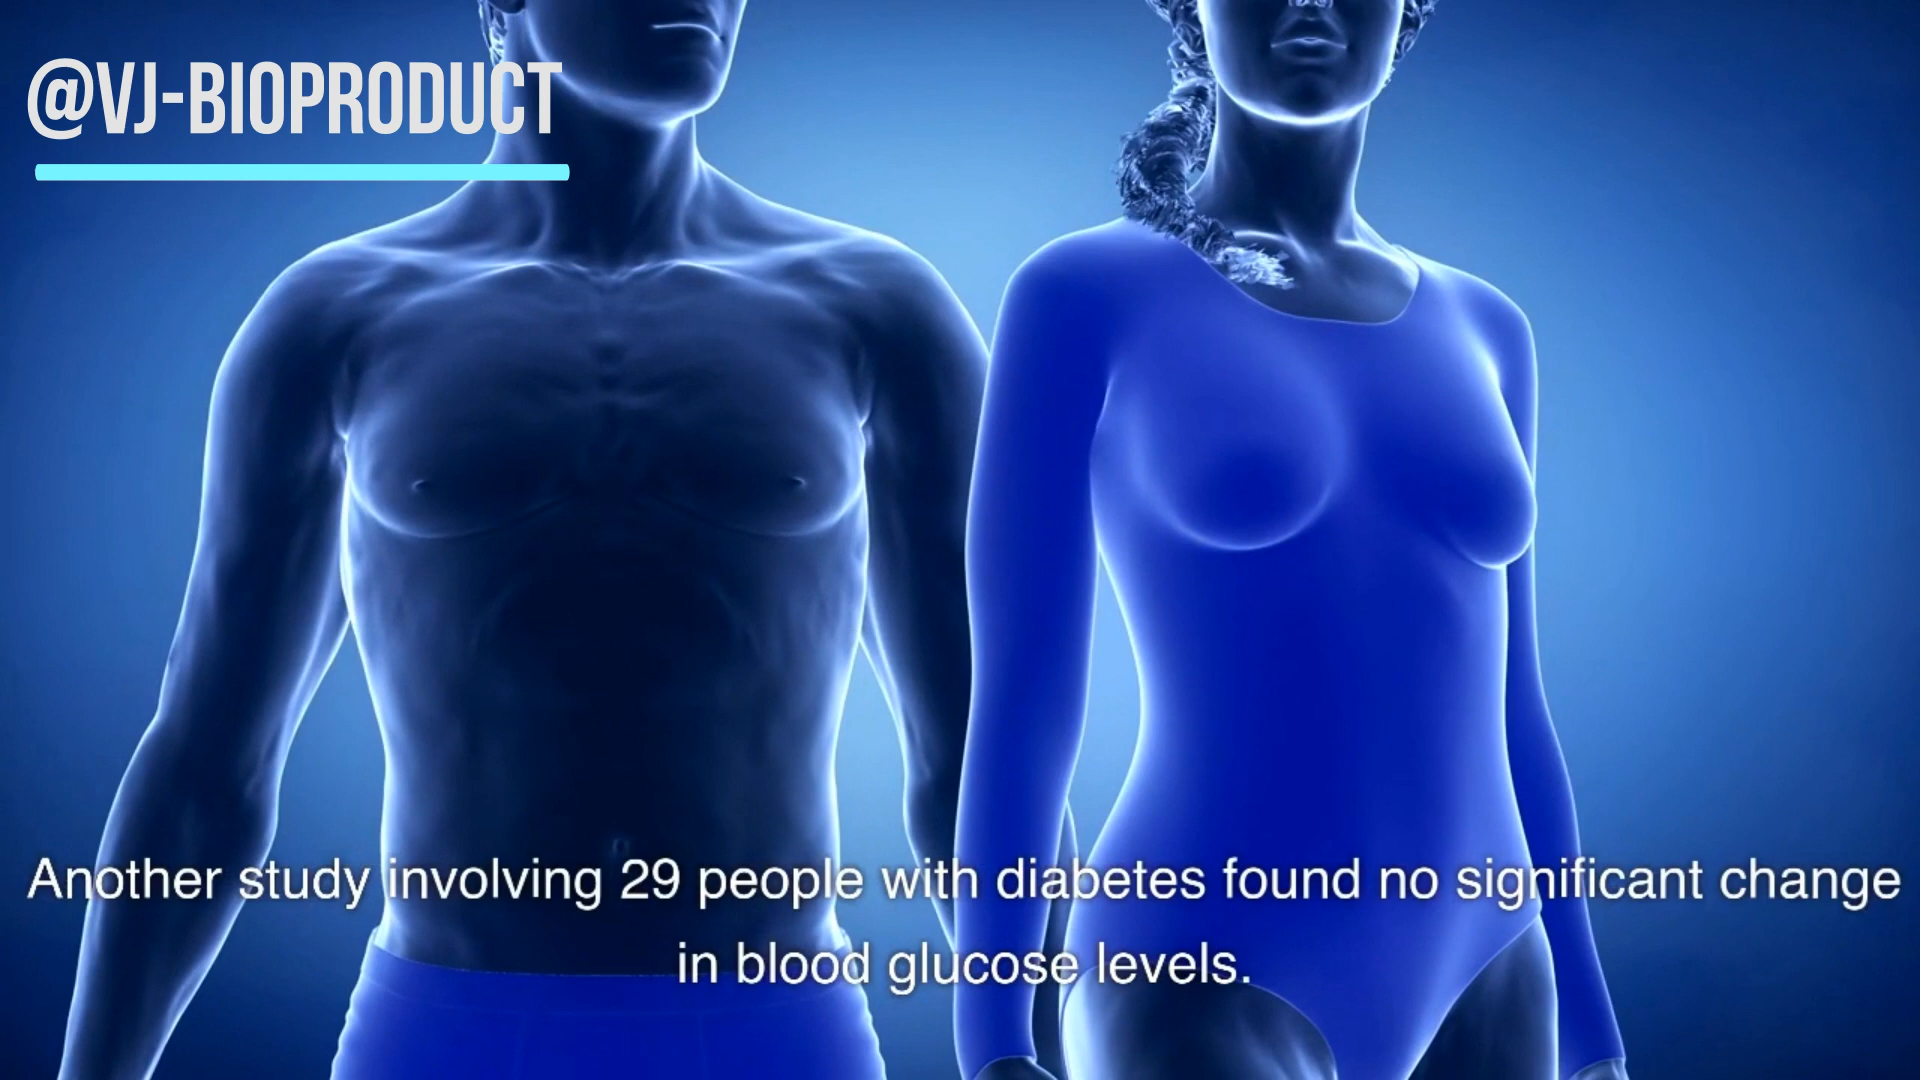 @VJ-BIOPRODUCT
Another study involving 29 people with diabetes found no significant change
in blood glucose levels.